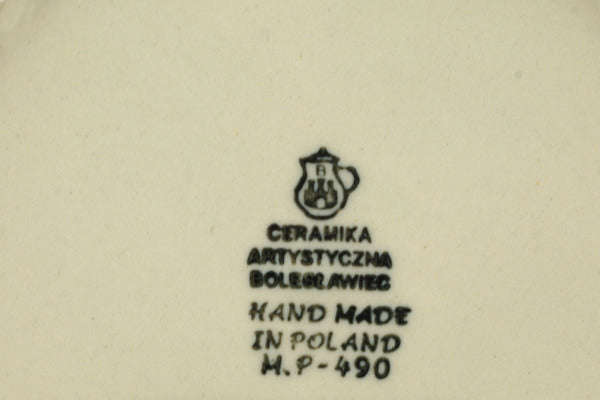 B
CERAMIKA
ARTYSTYCZNA
BOLESŁAWIEC
HAND MADE
IN POLAND
M.P-490